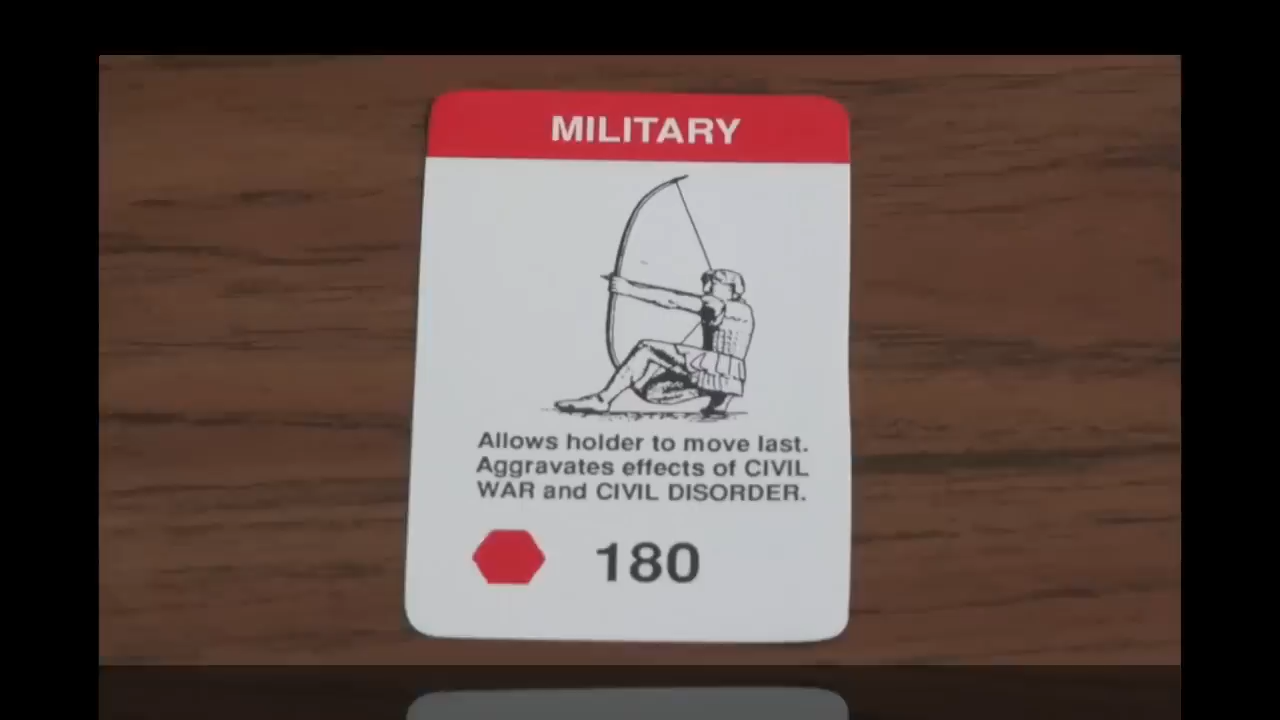 MILITARY
Allows holder to move last.
Aggravates effects of CIVIL
WAR and CIVIL DISORDER.
180